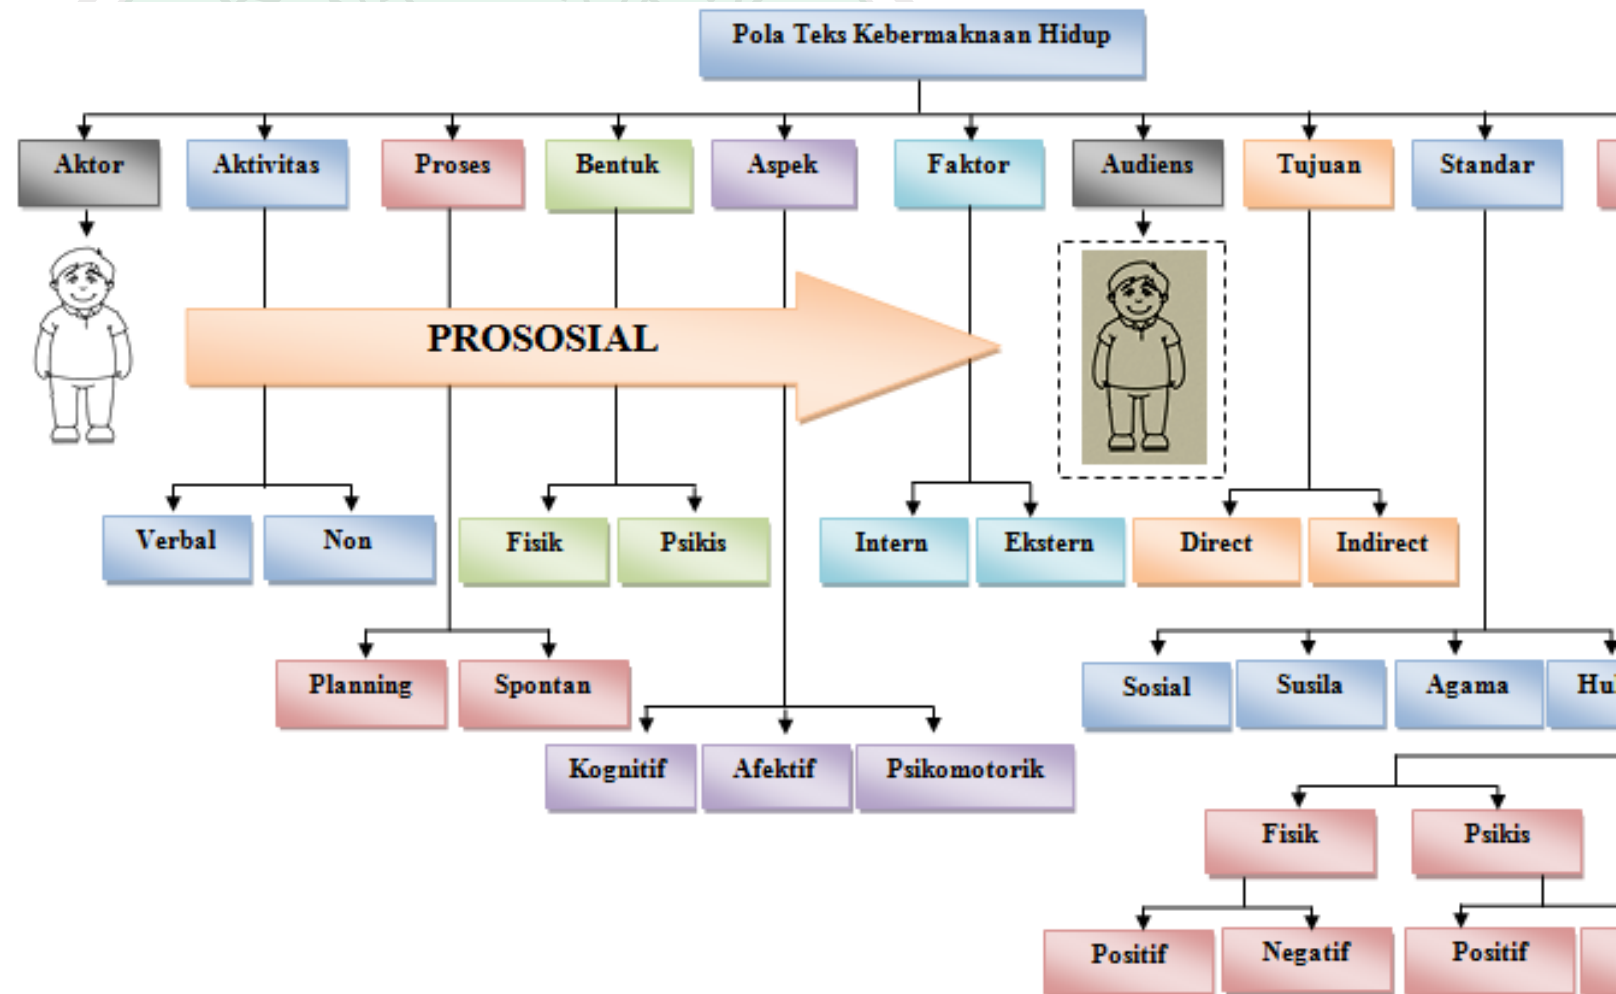 Pola Teks Kebermaknaan Hidup
Aktor
Aktivitas
Proses
Bentuk
Aspek
Faktor
Audiens
Tujuan
Standar
PROSOSIAL
Verbal
Non
Fisik
Psikis
Intern
Ekstern
Direct
Indirect
Planning
Spontan
Sosial
Susila
Agama
Kognitif
Afektif
Psikomotorik
Fisik
Psikis
Positif
Negatif
Positif